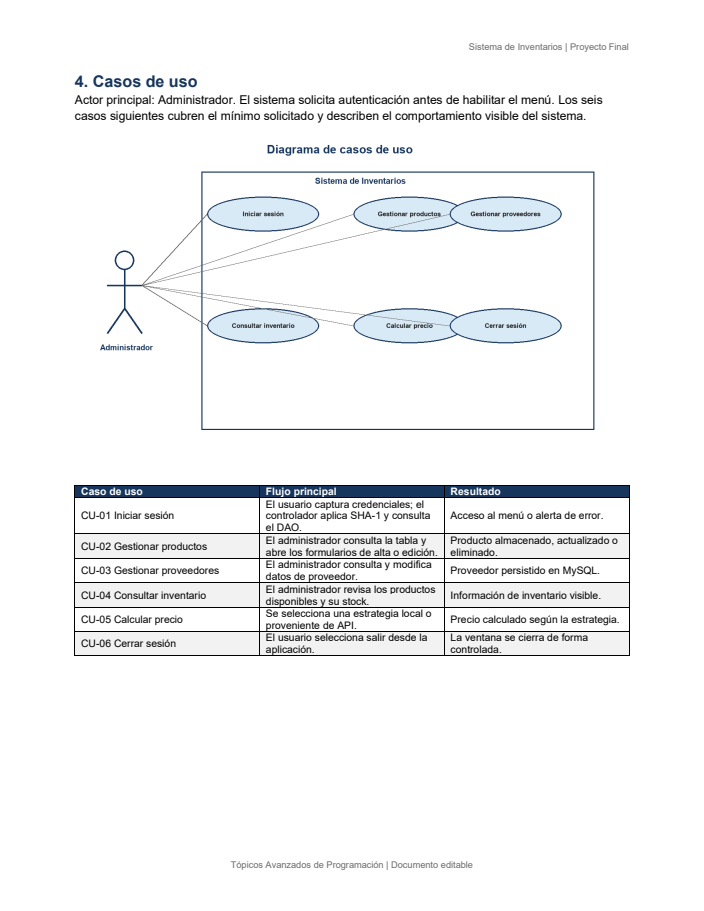 Sistema de Inventarios | Proyecto Final
4. Casos de uso
Actor principal: Administrador. El sistema solicita autenticación antes de habilitar el menú. Los seis
casos siguientes cubren el mínimo solicitado y describen el comportamiento visible del sistema.
Diagrama de casos de uso
Sistema de Inventarios
Iniciar sesión
Gestionar productos
Gestionar proveedores
Consultar inventario
Calcular precio
Cerrar sesión
Administrador
Caso de uso
Flujo principal
Resultado
CU-01 Iniciar sesión
El usuario captura credenciales; el
controlador aplica SHA-1 y consulta
el DAO.
Acceso al menú o alerta de error.
CU-02 Gestionar productos
El administrador consulta la tabla y
abre los formularios de alta o edición.
Producto almacenado, actualizado o
eliminado.
CU-03 Gestionar proveedores
El administrador consulta y modifica
datos de proveedor.
Proveedor persistido en MySQL.
CU-04 Consultar inventario
El administrador revisa los productos
disponibles y su stock.
Información de inventario visible.
CU-05 Calcular precio
Se selecciona una estrategia local o
proveniente de API.
Precio calculado según la estrategia.
CU-06 Cerrar sesión
El usuario selecciona salir desde la
aplicación.
La ventana se cierra de forma
controlada.
Tópicos Avanzados de Programación | Documento editable